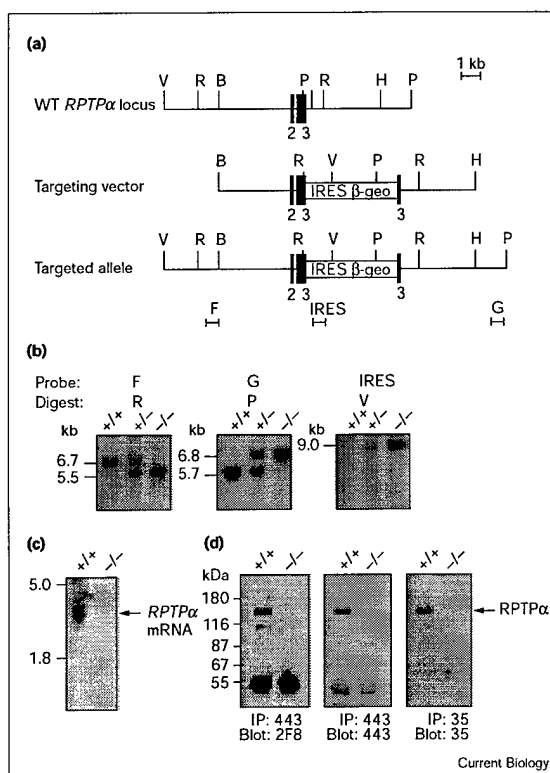 (a)
1 kb
V R B P R H P
WT RPTPα locus
2 3
B R V P R H
Targeting vector
IRES β-geo
2 3 3
V R B R V P R H P
Targeted allele
IRES β-geo
2 3 3
F IRES G
(b)
Probe: F G IRES
Digest: R P V
+/+ +/− −/− +/+ +/− −/− +/+ +/− −/−
kb kb kb
6.7 6.8 9.0
5.5 5.7
(c) (d)
+/+ −/− +/+ −/− +/+ −/− +/+ −/−
kDa
5.0 180
RPTPα mRNA
116
RPTPα
1.8 87
67
55
IP: 443 IP: 443 IP: 35
Blot: 2F8 Blot: 443 Blot: 35
Current Biology